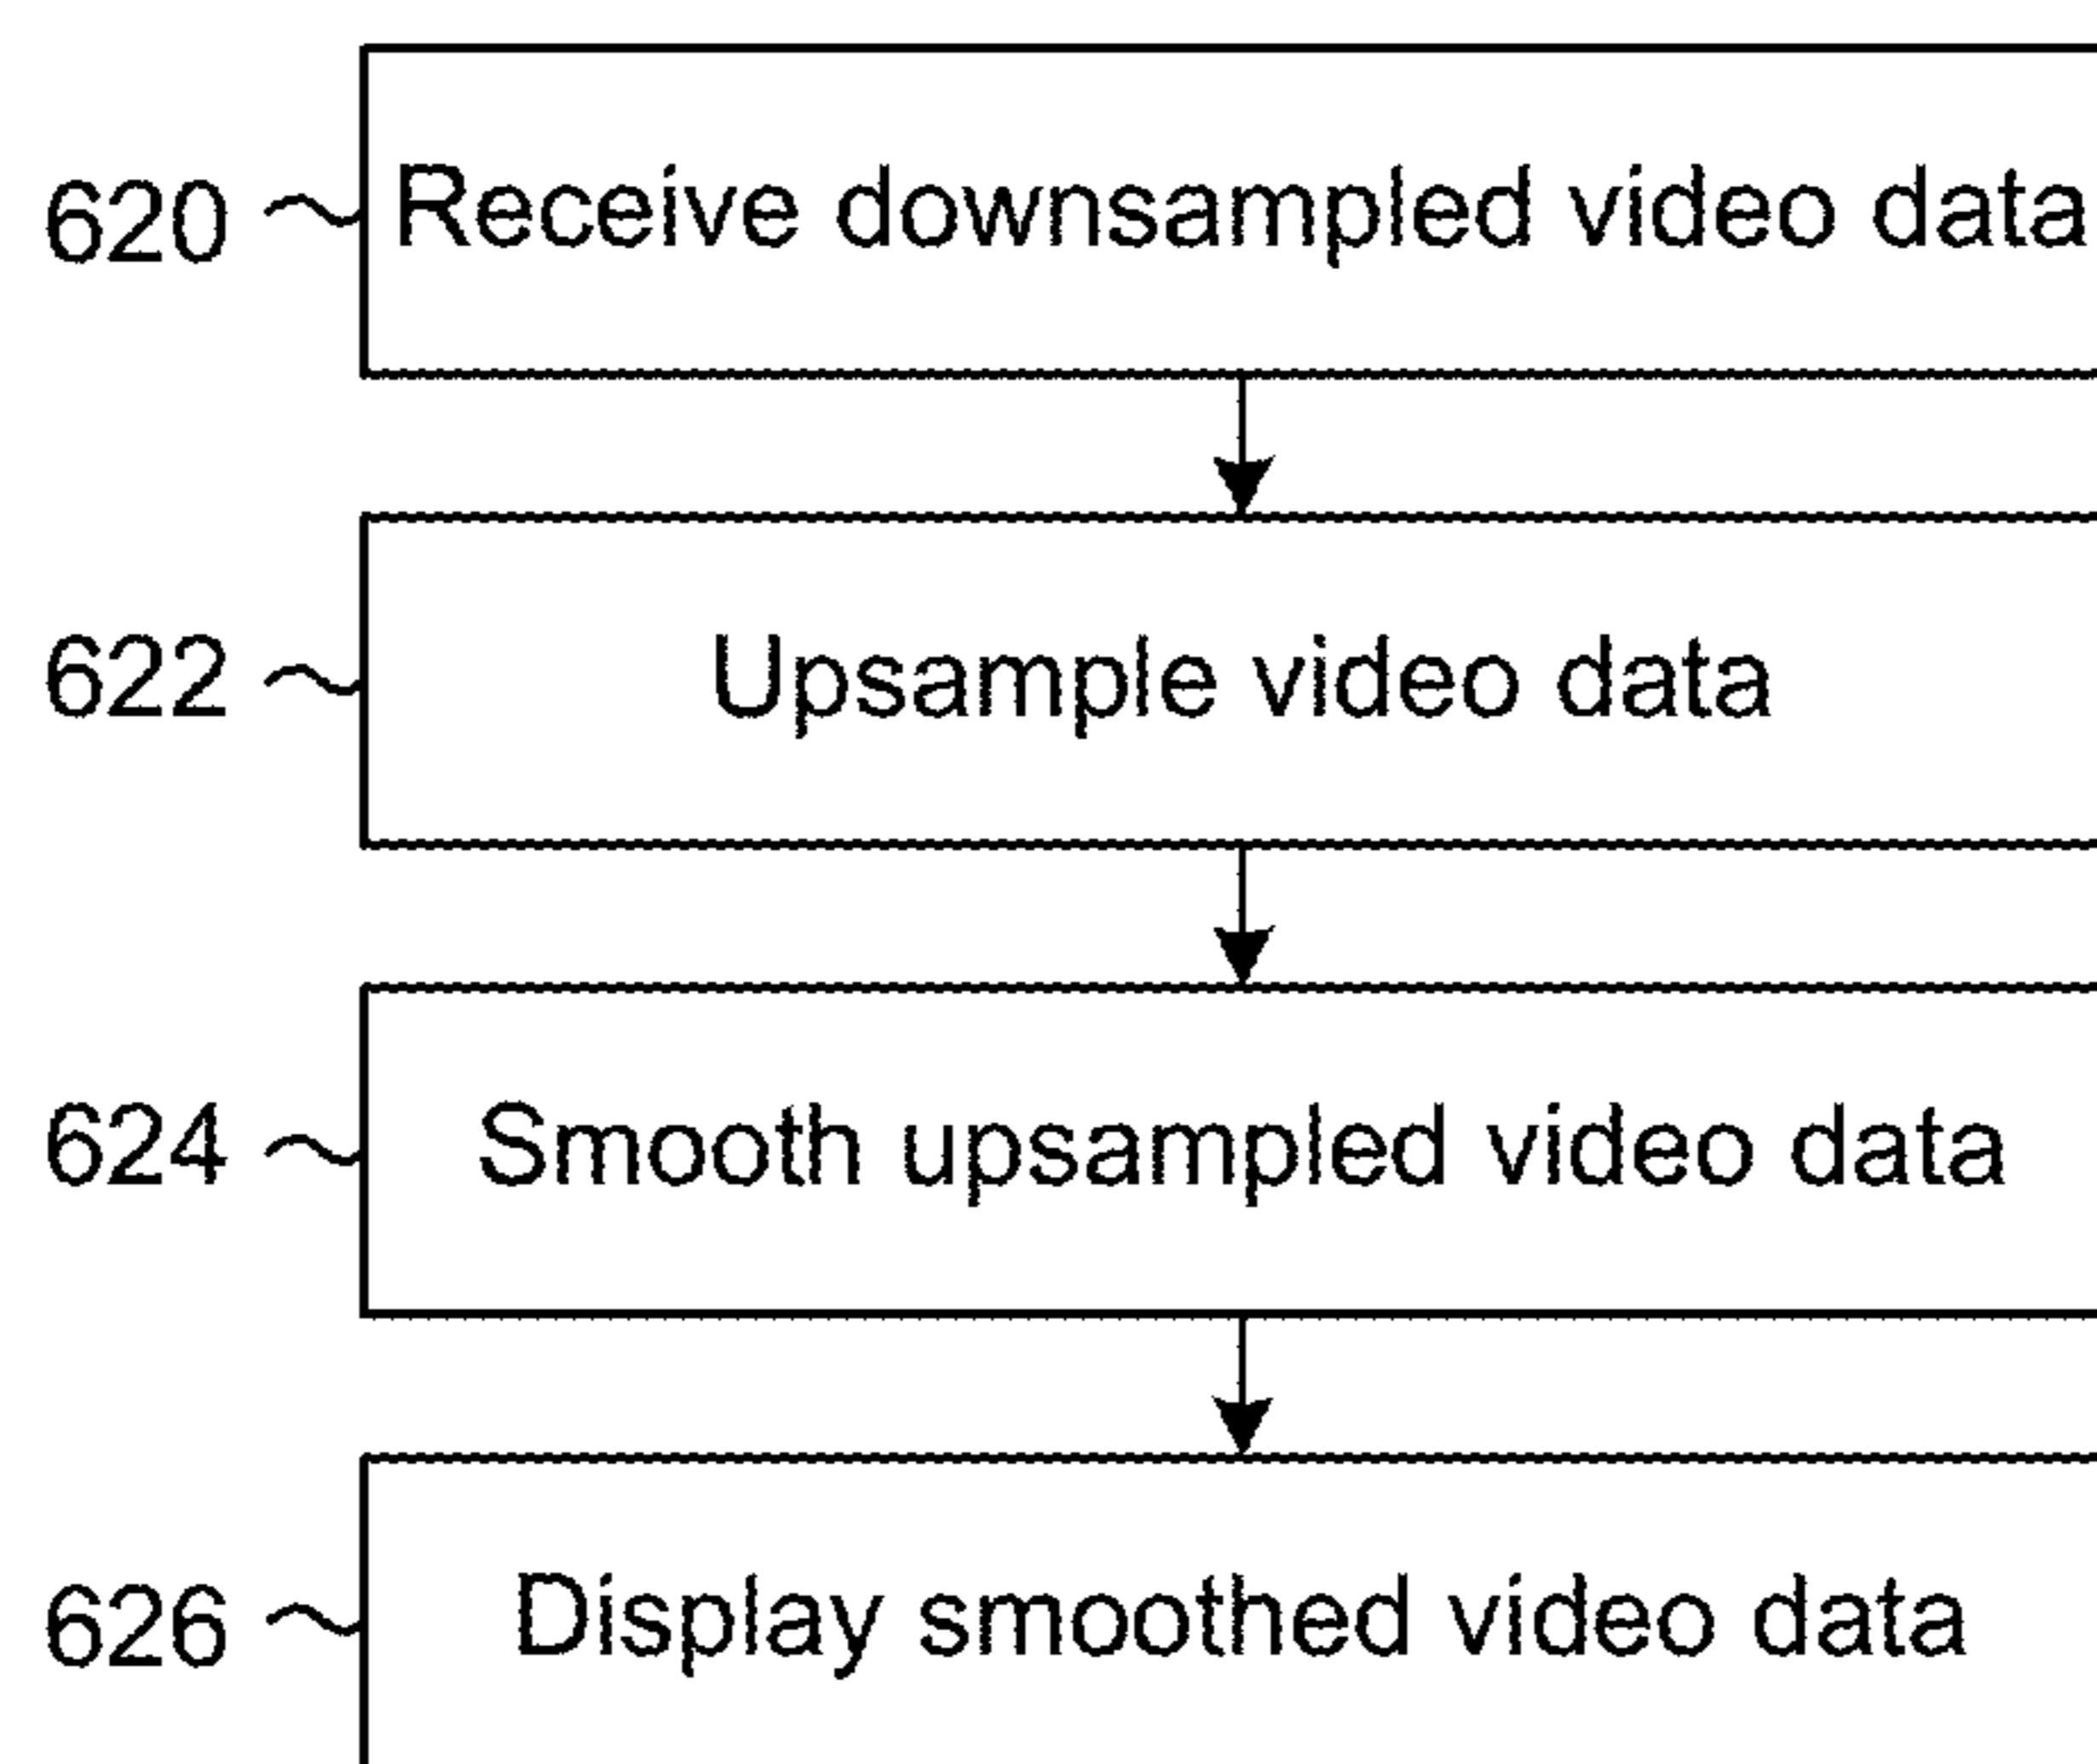 620 Receive downsampled video data
622 Upsample video data
624 Smooth upsampled video data
626 Display smoothed video data